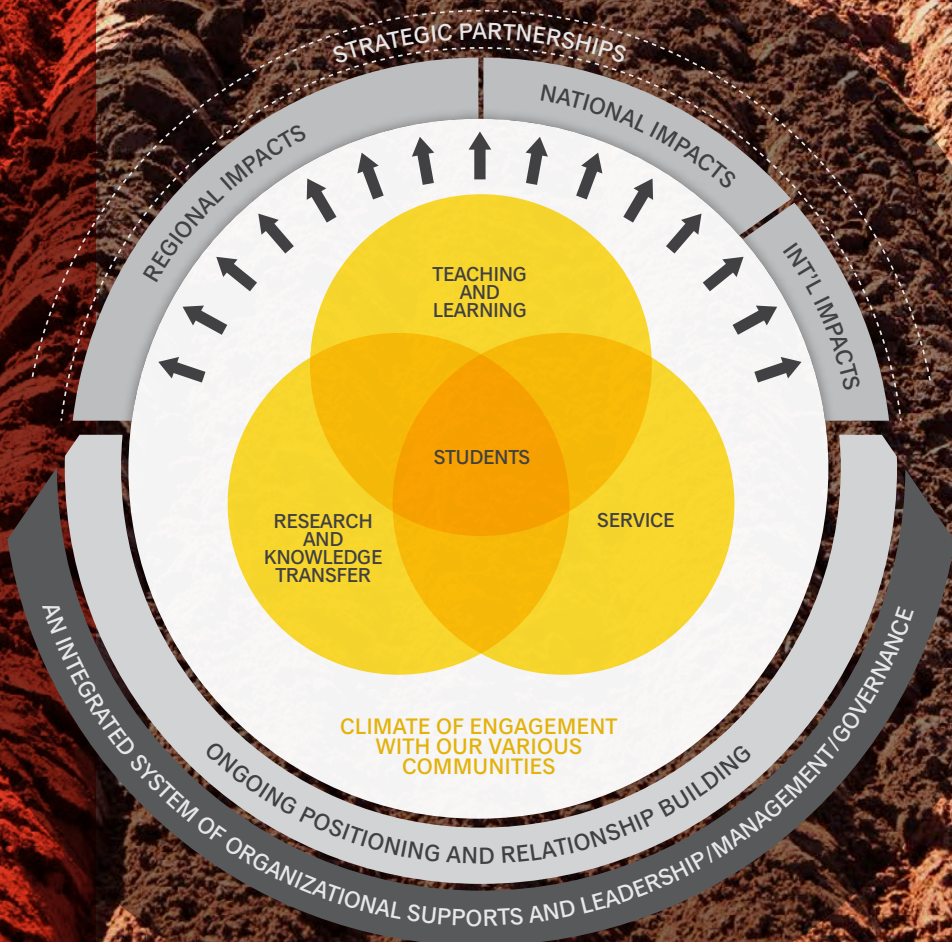 STRATEGIC PARTNERSHIPS
REGIONAL IMPACTS
NATIONAL IMPACTS
INT'L IMPACTS
TEACHING
AND
LEARNING
STUDENTS
RESEARCH
AND
KNOWLEDGE
TRANSFER
SERVICE
CLIMATE OF ENGAGEMENT
WITH OUR VARIOUS
COMMUNITIES
ONGOING POSITIONING AND RELATIONSHIP BUILDING
AN INTEGRATED SYSTEM OF ORGANIZATIONAL SUPPORTS AND LEADERSHIP/MANAGEMENT/GOVERNANCE